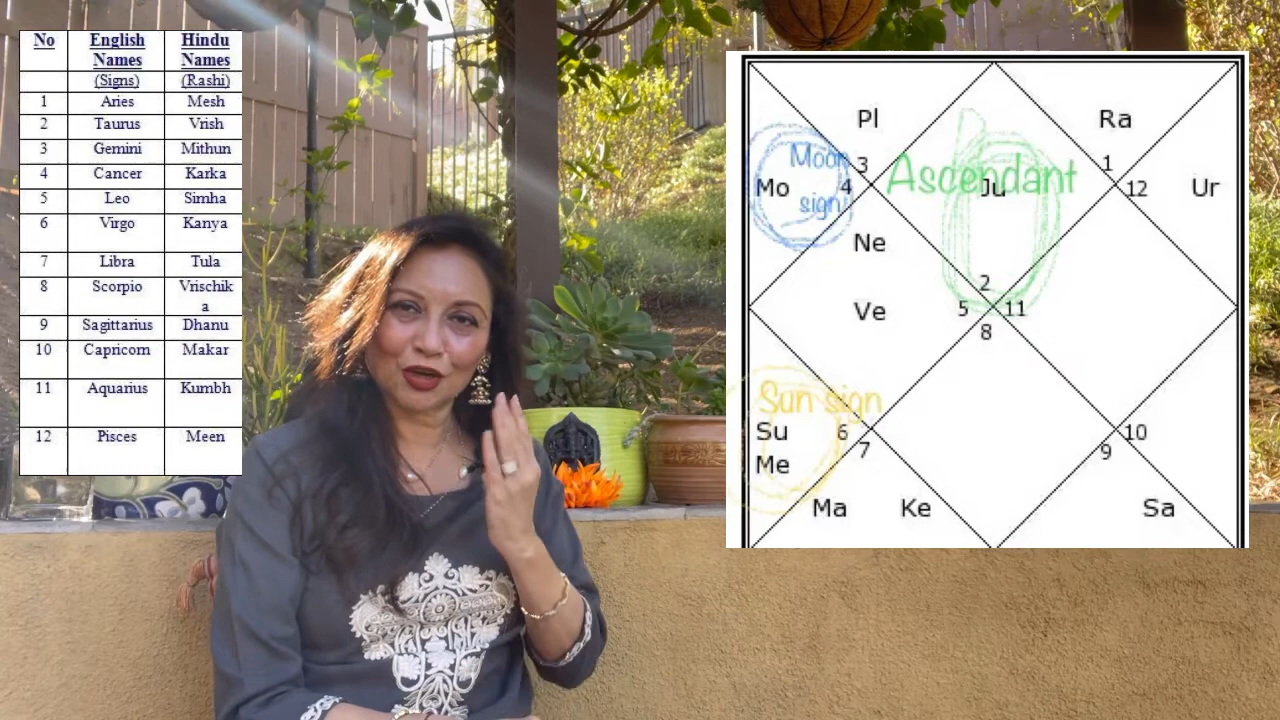 No English Hindu
Names Names
(Signs) (Rashi)
1 Aries Mesh
2 Taurus Vrish
3 Gemini Mithun
4 Cancer Karka
5 Leo Simha
6 Virgo Kanya
7 Libra Tula
8 Scorpio Vrischik
a
9 Sagittarius Dhanu
10 Capricorn Makar
11 Aquarius Kumbh
12 Pisces Meen
Pl Ra
Moon 3 1
Mo 4 Ascendant Ju 12 Ur
sign
Ne
2
Ve 5 11
8
Sun sign
Su 6 10
7 9
Me
Ma Ke Sa